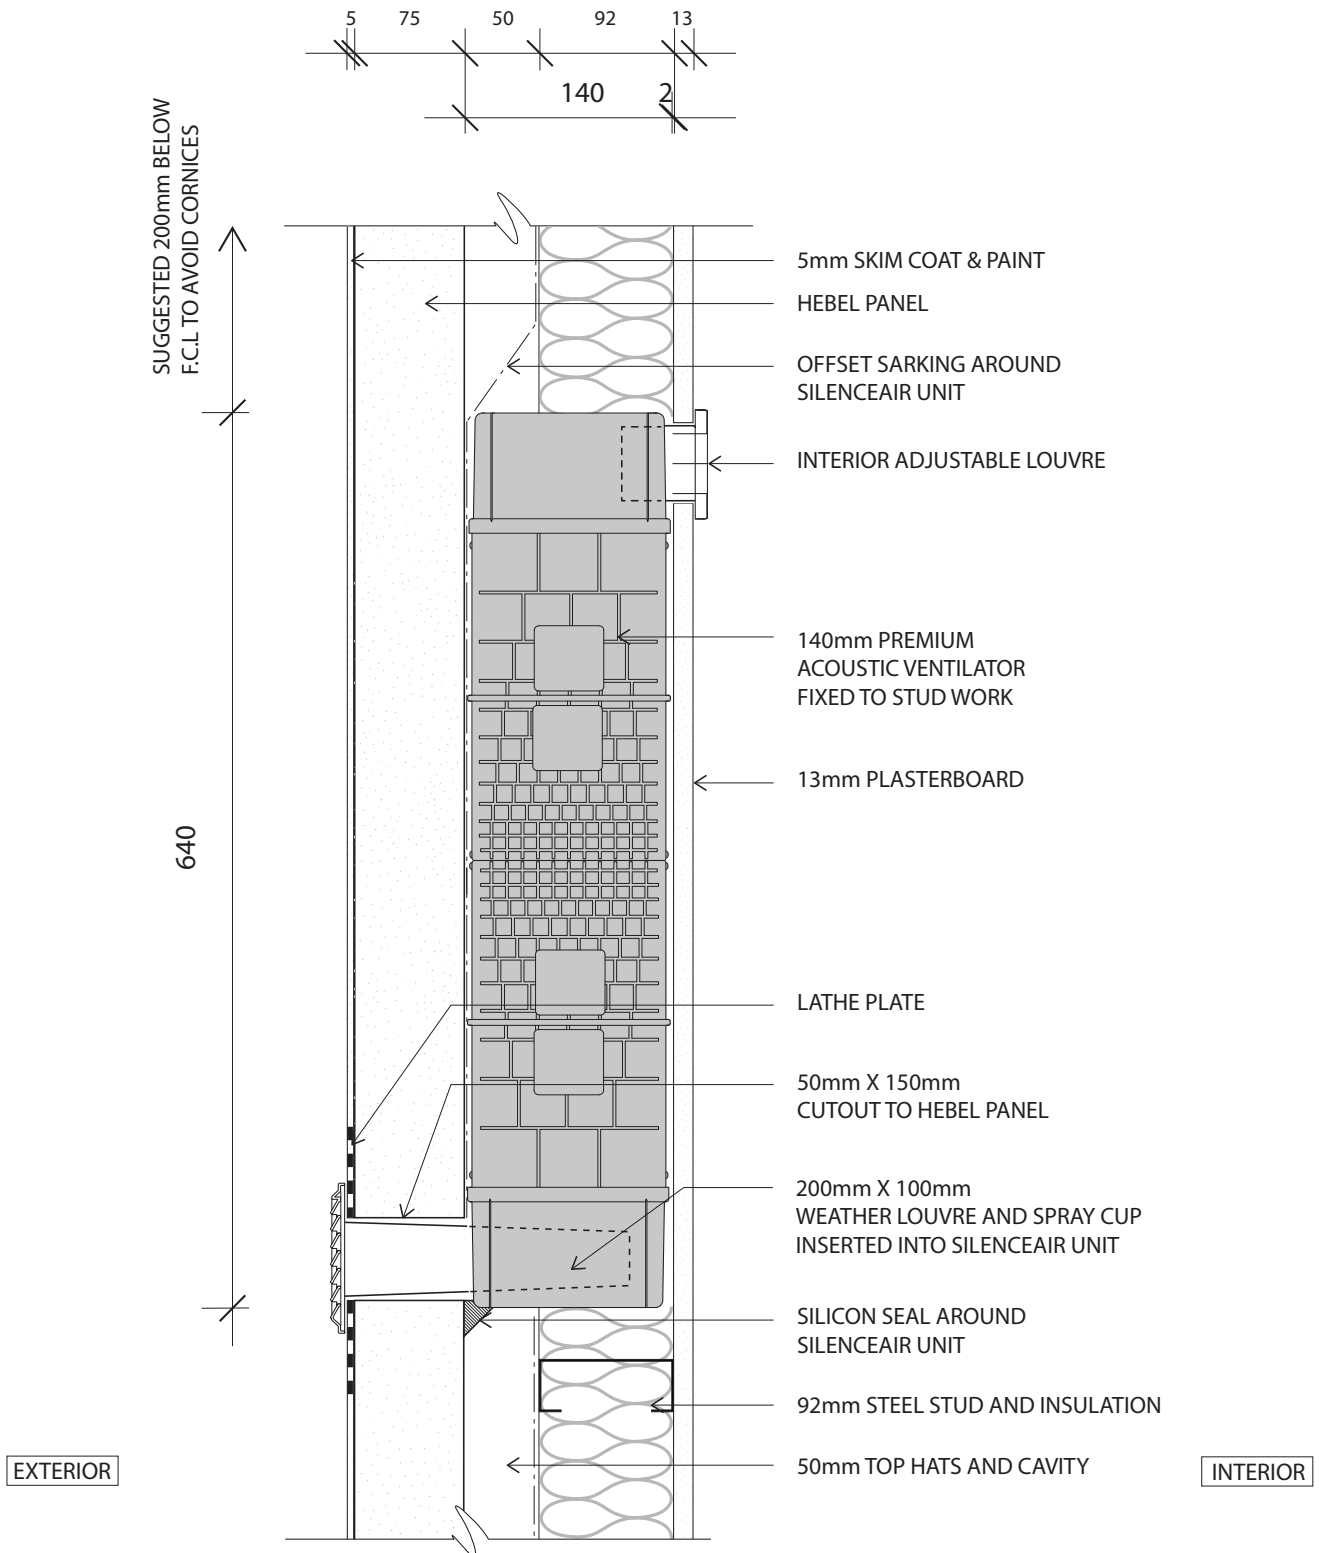 5 75 50 92 13
140 2
SUGGESTED 200mm BELOW
F.C.L TO AVOID CORNICES
5mm SKIM COAT & PAINT
HEBEL PANEL
OFFSET SARKING AROUND
SILENCEAIR UNIT
INTERIOR ADJUSTABLE LOUVRE
140mm PREMIUM
ACOUSTIC VENTILATOR
FIXED TO STUD WORK
13mm PLASTERBOARD
640
LATHE PLATE
50mm X 150mm
CUTOUT TO HEBEL PANEL
200mm X 100mm
WEATHER LOUVRE AND SPRAY CUP
INSERTED INTO SILENCEAIR UNIT
SILICON SEAL AROUND
SILENCEAIR UNIT
92mm STEEL STUD AND INSULATION
50mm TOP HATS AND CAVITY
EXTERIOR
INTERIOR